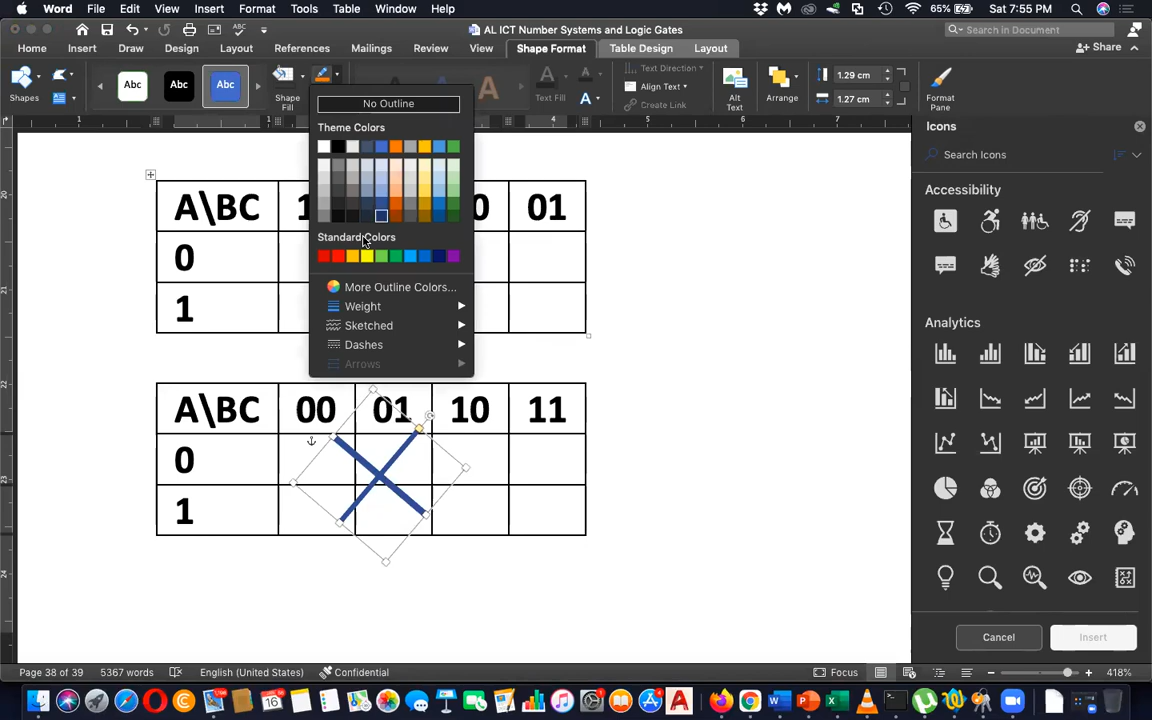 Word File Edit View Insert Format Tools Table Window Help 65% Sat 7:55 PM
AL ICT Number Systems and Logic Gates
Search in Document
Home Insert Draw Design Layout References Mailings Review View Shape Format Table Design Layout Share
Shapes
Abc Abc Abc
Shape
Fill
Text Fill
Text Direction
Align Text
Create Link
Alt
Text
Arrange
1.29 cm
1.27 cm
Format
Pane
No Outline
Theme Colors
Standard Colors
More Outline Colors...
Weight
Sketched
Dashes
Arrows
A\BC 01
0
1
A\BC 00 01 10 11
0
1
Icons
Search Icons
Accessibility
Analytics
Cancel Insert
Page 38 of 39 5367 words English (United States) Confidential Focus 418%